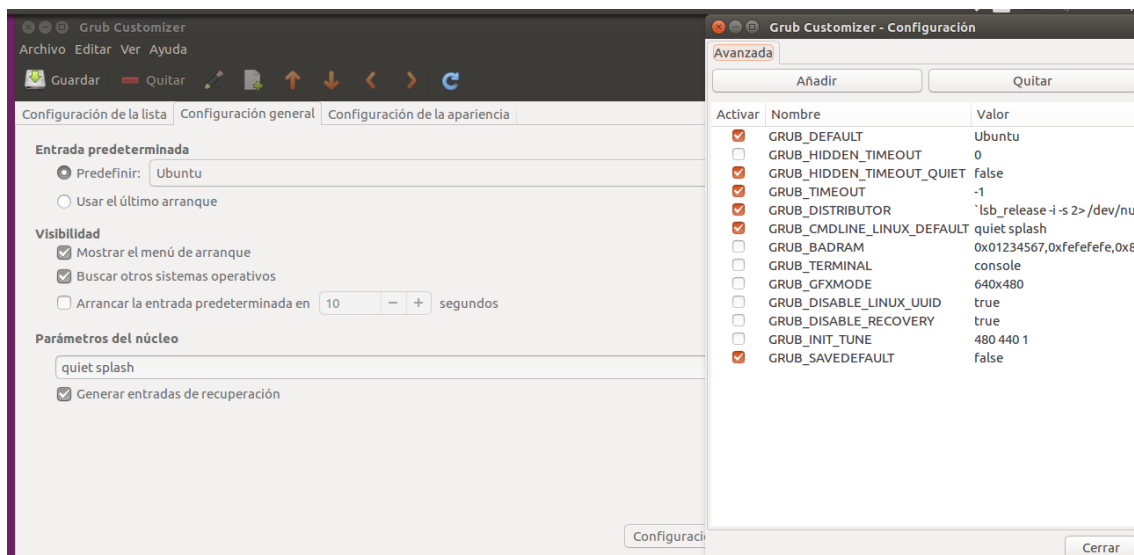 Grub Customizer
Archivo Editar Ver Ayuda
Guardar Quitar
Configuración de la lista Configuración general Configuración de la apariencia
Entrada predeterminada
Predefinir: Ubuntu
Usar el último arranque
Visibilidad
Mostrar el menú de arranque
Buscar otros sistemas operativos
Arrancar la entrada predeterminada en 10 segundos
Parámetros del núcleo
quiet splash
Generar entradas de recuperación
Configuraci
Grub Customizer - Configuración
Avanzada
Añadir Quitar
Activar Nombre Valor
GRUB_DEFAULT Ubuntu
GRUB_HIDDEN_TIMEOUT 0
GRUB_HIDDEN_TIMEOUT_QUIET false
GRUB_TIMEOUT -1
GRUB_DISTRIBUTOR `lsb_release -i -s 2> /dev/nu
GRUB_CMDLINE_LINUX_DEFAULT quiet splash
GRUB_BADRAM 0x01234567,0xfefefefe,0x8
GRUB_TERMINAL console
GRUB_GFXMODE 640x480
GRUB_DISABLE_LINUX_UUID true
GRUB_DISABLE_RECOVERY true
GRUB_INIT_TUNE 480 440 1
GRUB_SAVEDEFAULT false
Cerrar